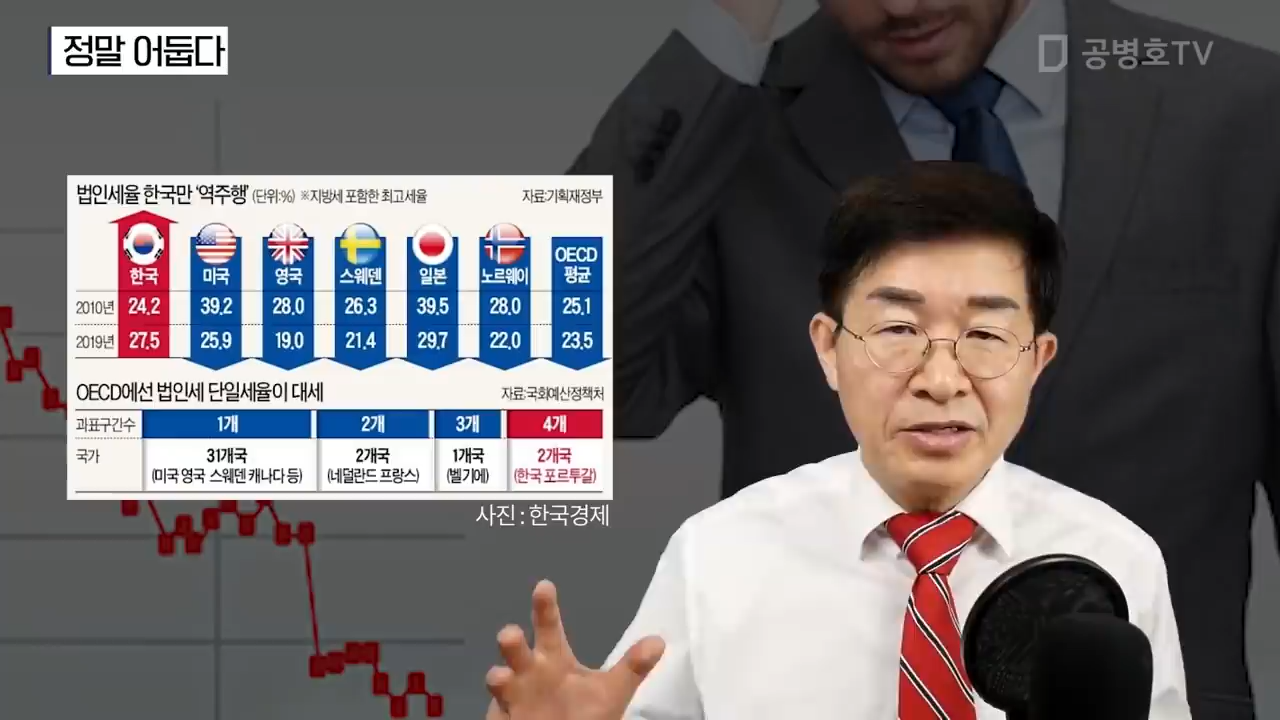 정말 어둡다
공병호TV
법인세율 한국만 '역주행' (단위:%) ※지방세 포함한 최고세율 자료:기획재정부
한국 미국 영국 스웨덴 일본 노르웨이 OECD 평균
2010년 24.2 39.2 28.0 26.3 39.5 28.0 25.1
2019년 27.5 25.9 19.0 21.4 29.7 22.0 23.5
OECD에선 법인세 단일세율이 대세 자료:국회예산정책처
과표구간수 1개 2개 3개 4개
국가 31개국 2개국 1개국 2개국
(미국 영국 스웨덴 캐나다 등) (네덜란드 프랑스) (벨기에) (한국 포르투갈)
사진 : 한국경제